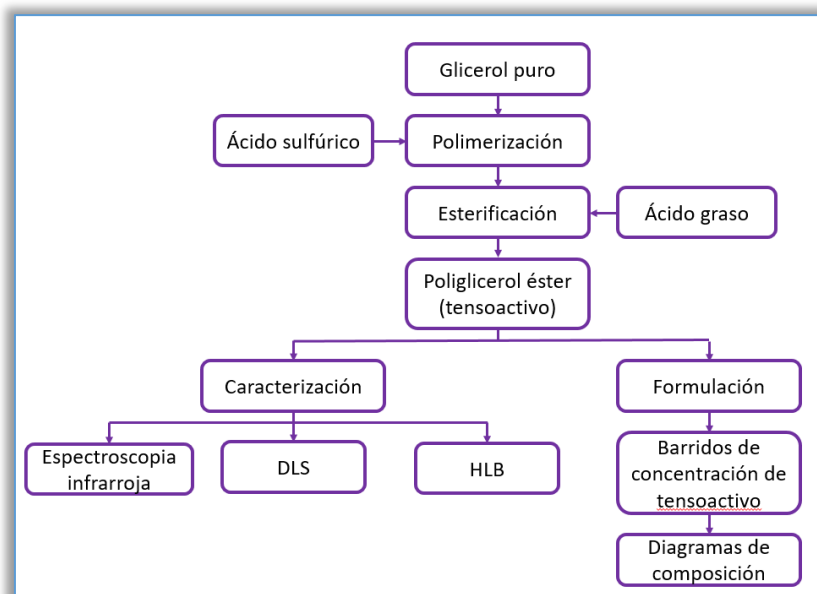 Glicerol puro
Ácido sulfúrico
Polimerización
Esterificación
Ácido graso
Poliglicerol éster
(tensoactivo)
Caracterización
Formulación
Espectroscopia
infrarroja
DLS
HLB
Barridos de
concentración de
tensoactivo
Diagramas de
composición